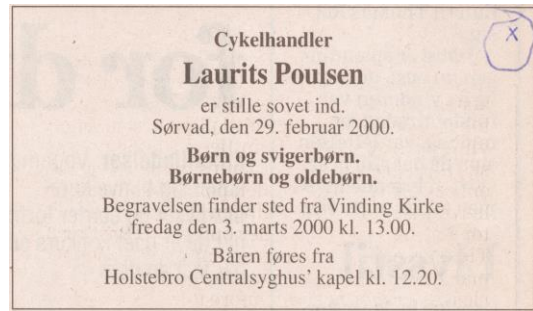 Cykelhandler
Laurits Poulsen
er stille sovet ind.
Sørvad, den 29. februar 2000.
Børn og svigerbørn.
Børnebørn og oldebørn.
Begravelsen finder sted fra Vinding Kirke
fredag den 3. marts 2000 kl. 13.00.
Båren føres fra
Holstebro Centralsyghus' kapel kl. 12.20.
X